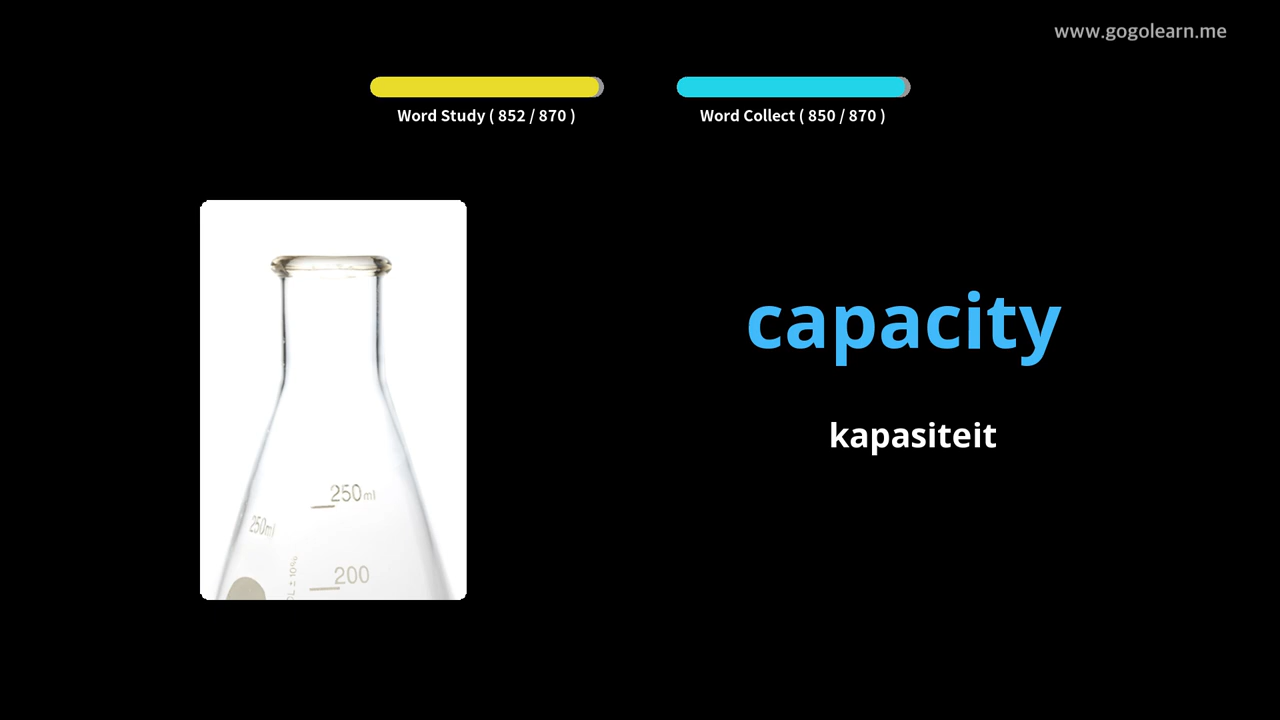 www.gogolearn.me
Word Study ( 852 / 870 )
Word Collect ( 850 / 870 )
capacity
kapasiteit
250ml
250ml
200